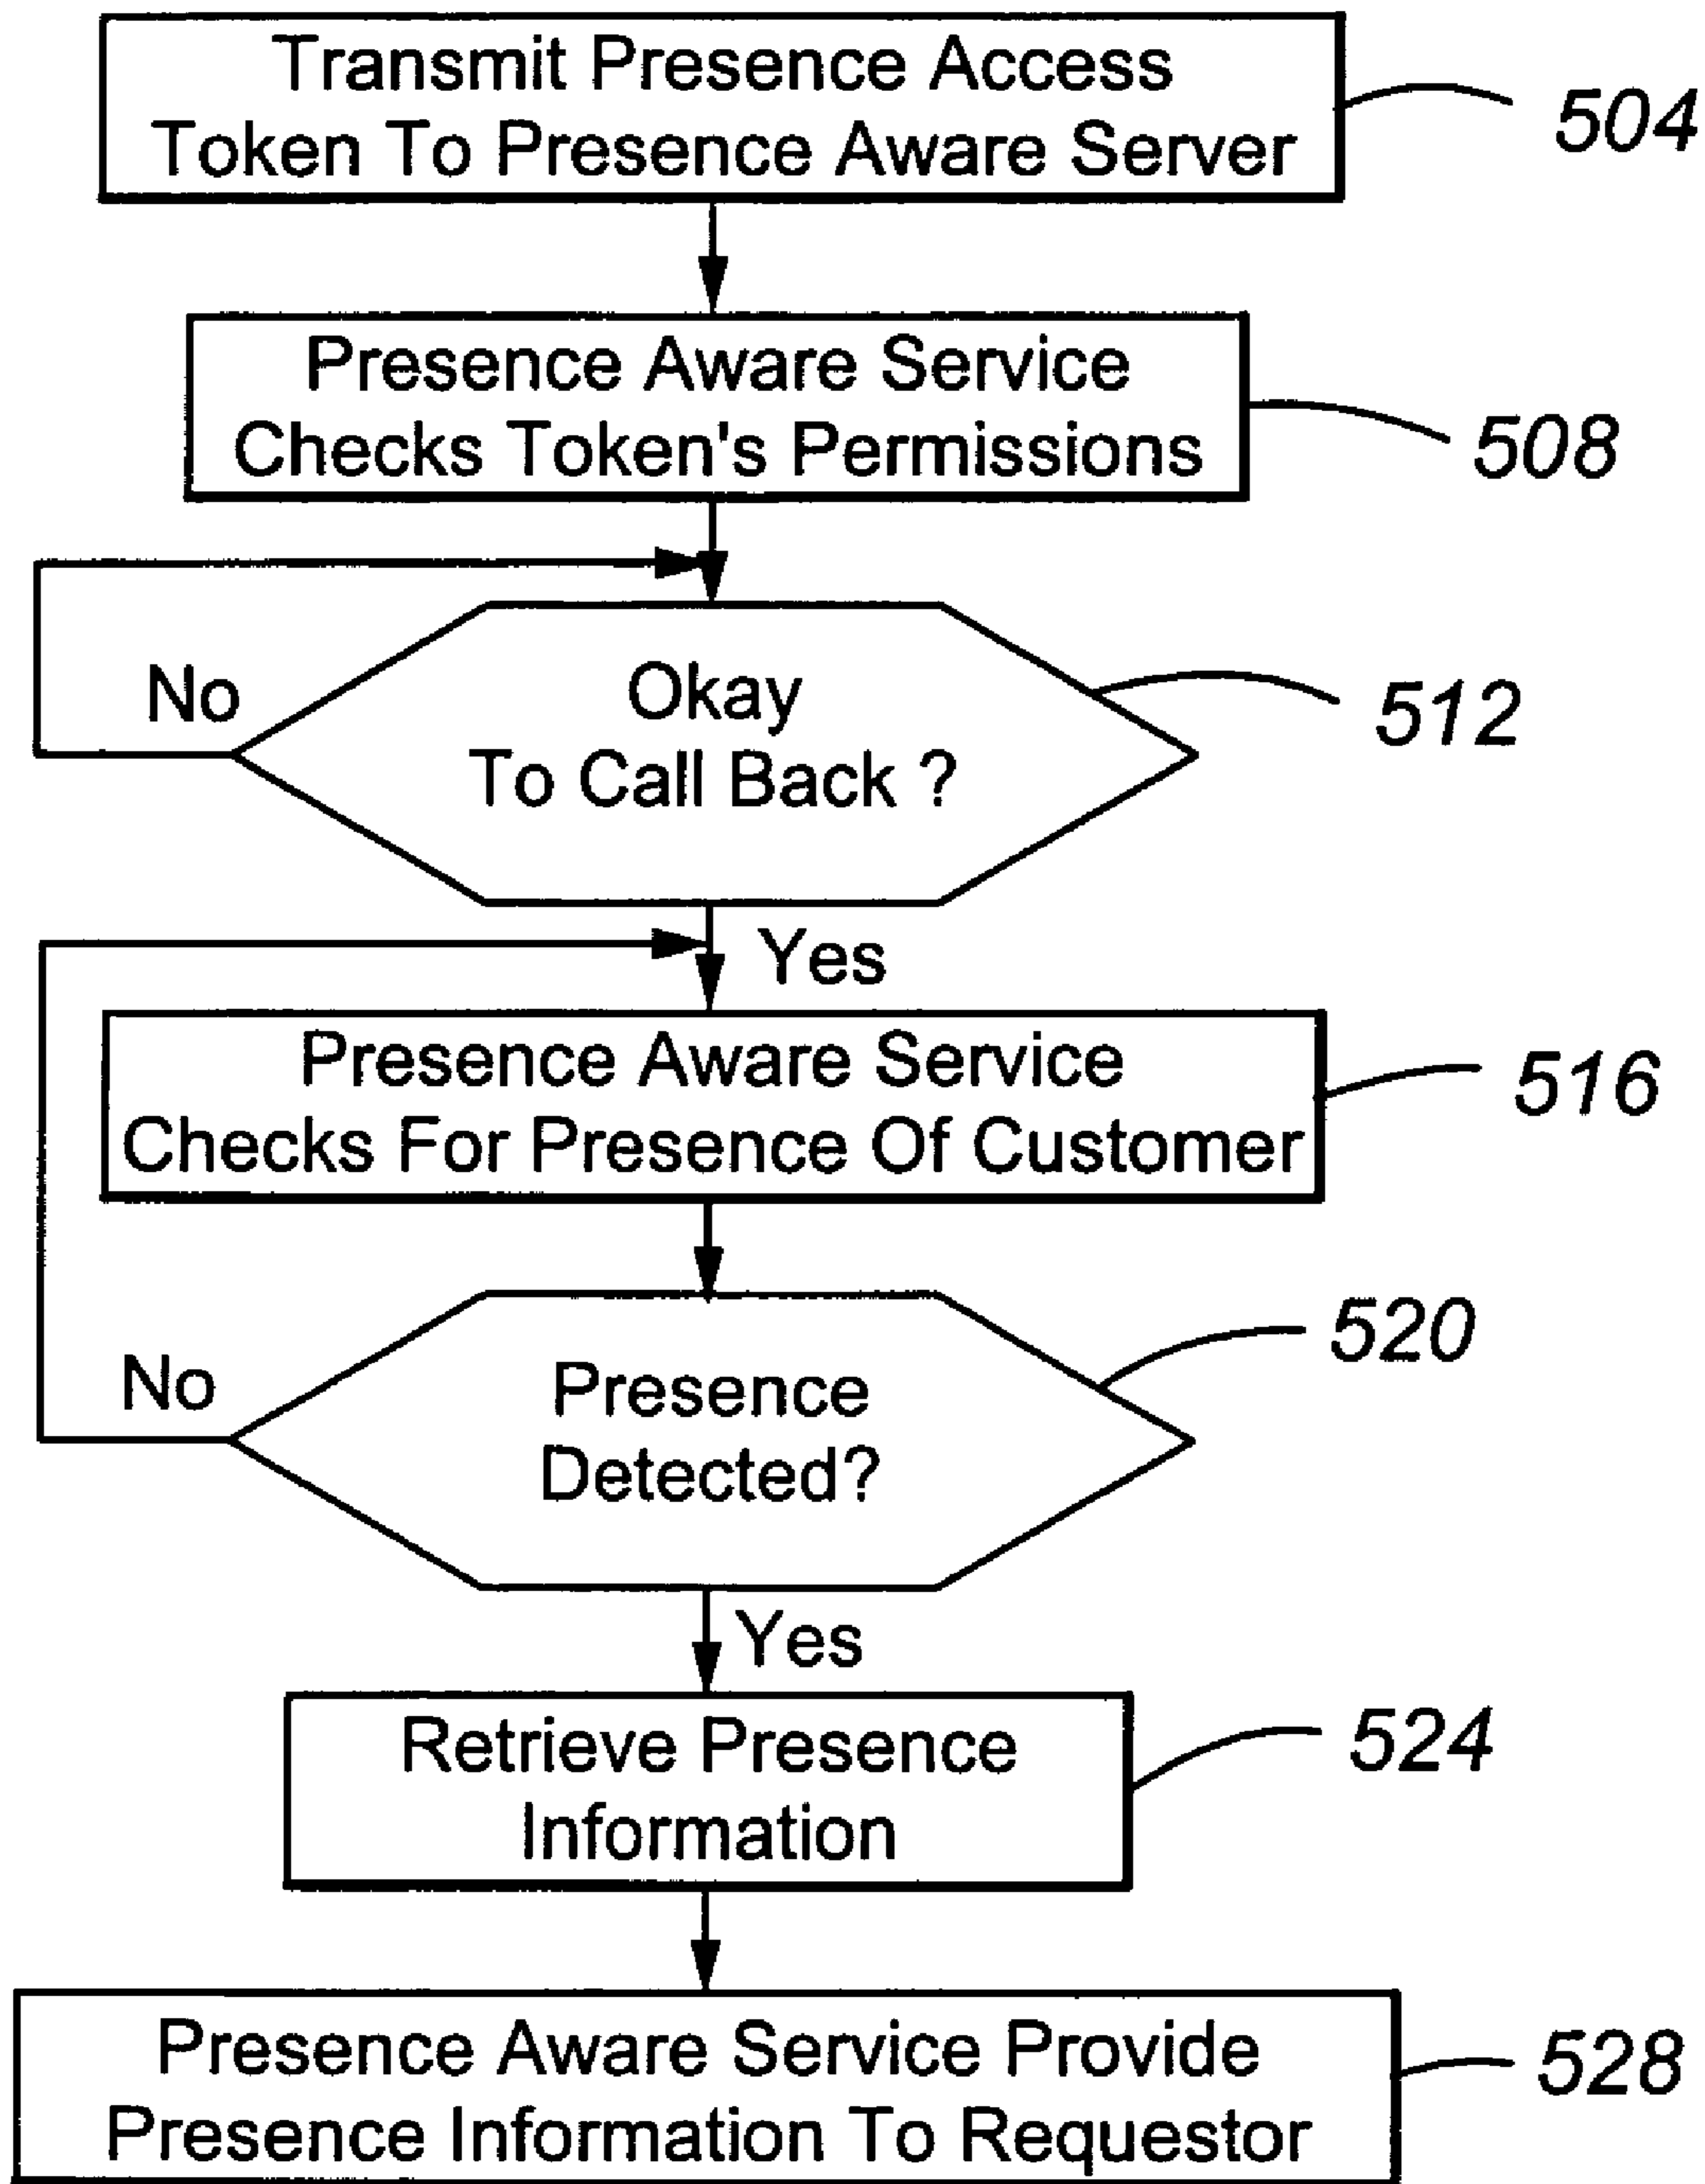 Transmit Presence Access
Token To Presence Aware Server
504
Presence Aware Service
Checks Token's Permissions
508
No
Okay
To Call Back ?
512
Yes
Presence Aware Service
Checks For Presence Of Customer
516
No
Presence
Detected?
520
Yes
Retrieve Presence
Information
524
Presence Aware Service Provide
Presence Information To Requestor
528